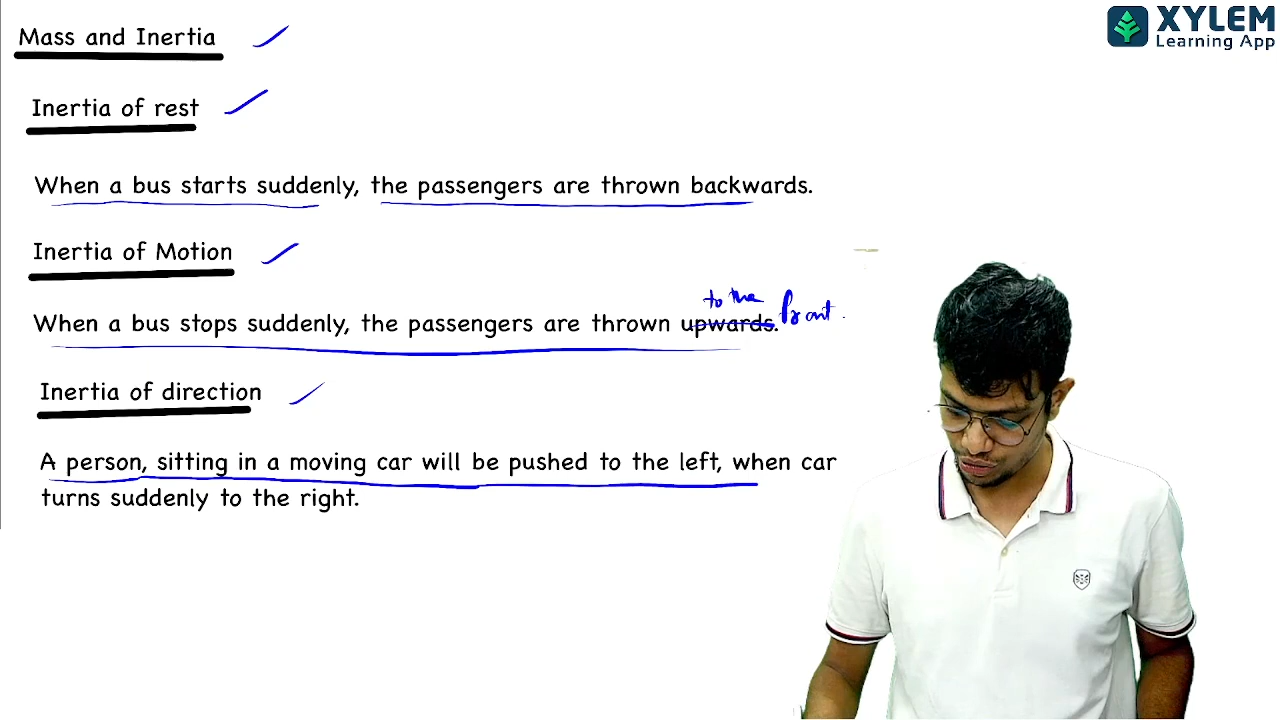 XYLEM
Learning App
Mass and Inertia
Inertia of rest
When a bus starts suddenly, the passengers are thrown backwards.
Inertia of Motion
to the front.
When a bus stops suddenly, the passengers are thrown upwards.
Inertia of direction
A person, sitting in a moving car will be pushed to the left, when car
turns suddenly to the right.